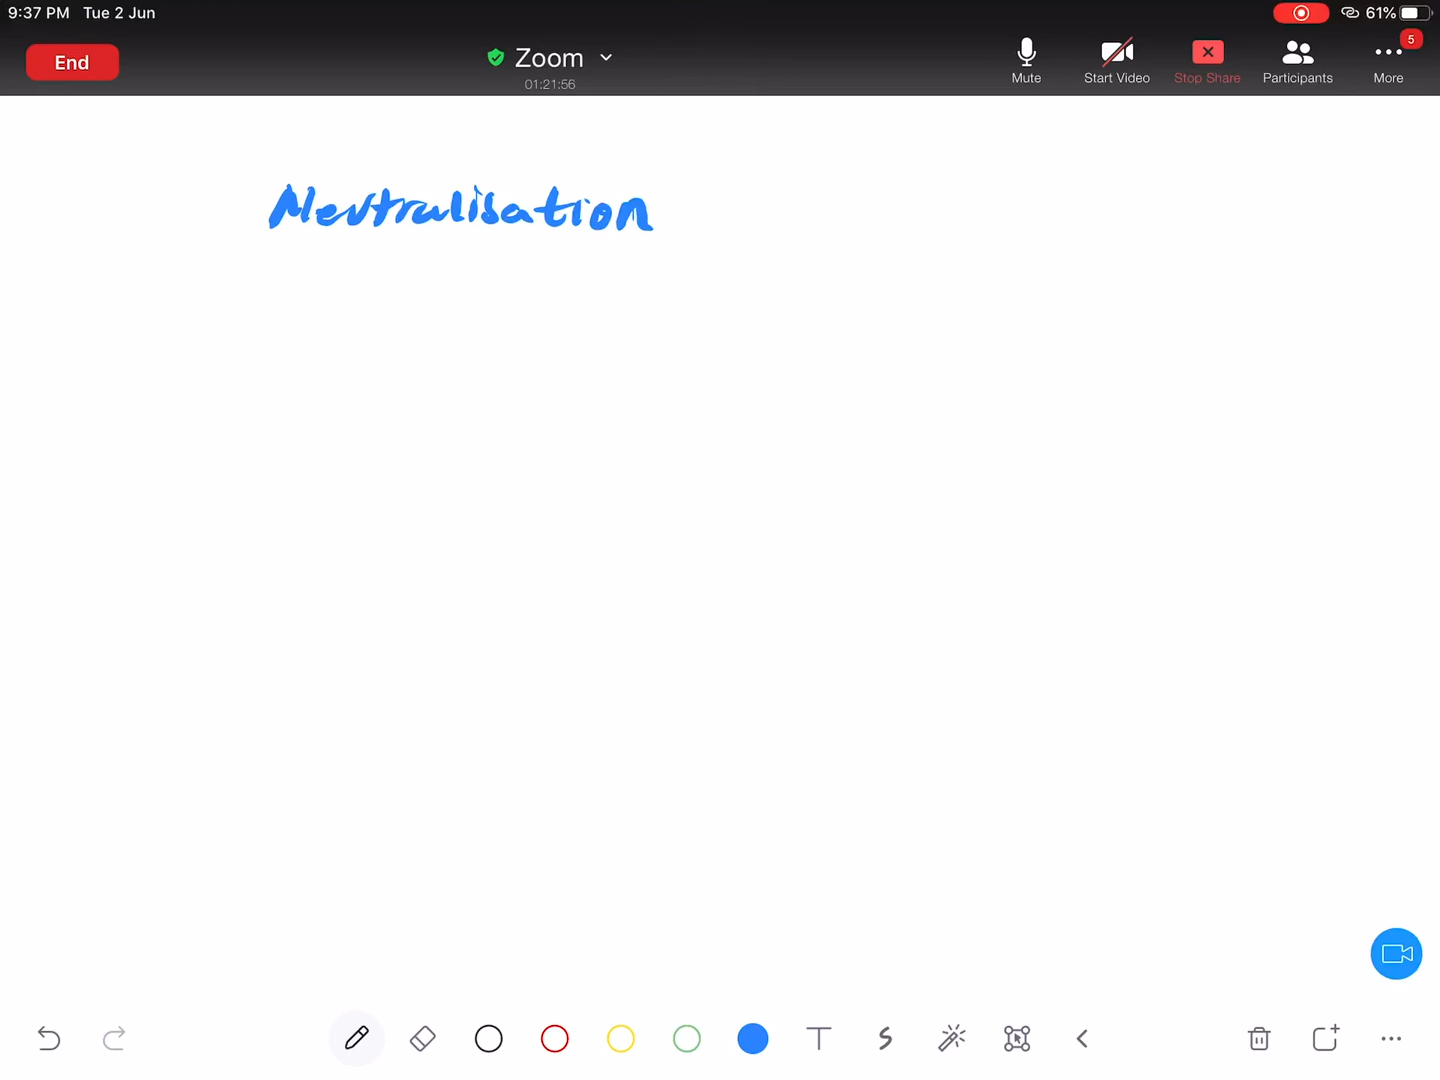 9:37 PM Tue 2 Jun
61%
End
Zoom
01:21:56
Mute
Start Video
Stop Share
Participants
5
More
Neutralisation
T